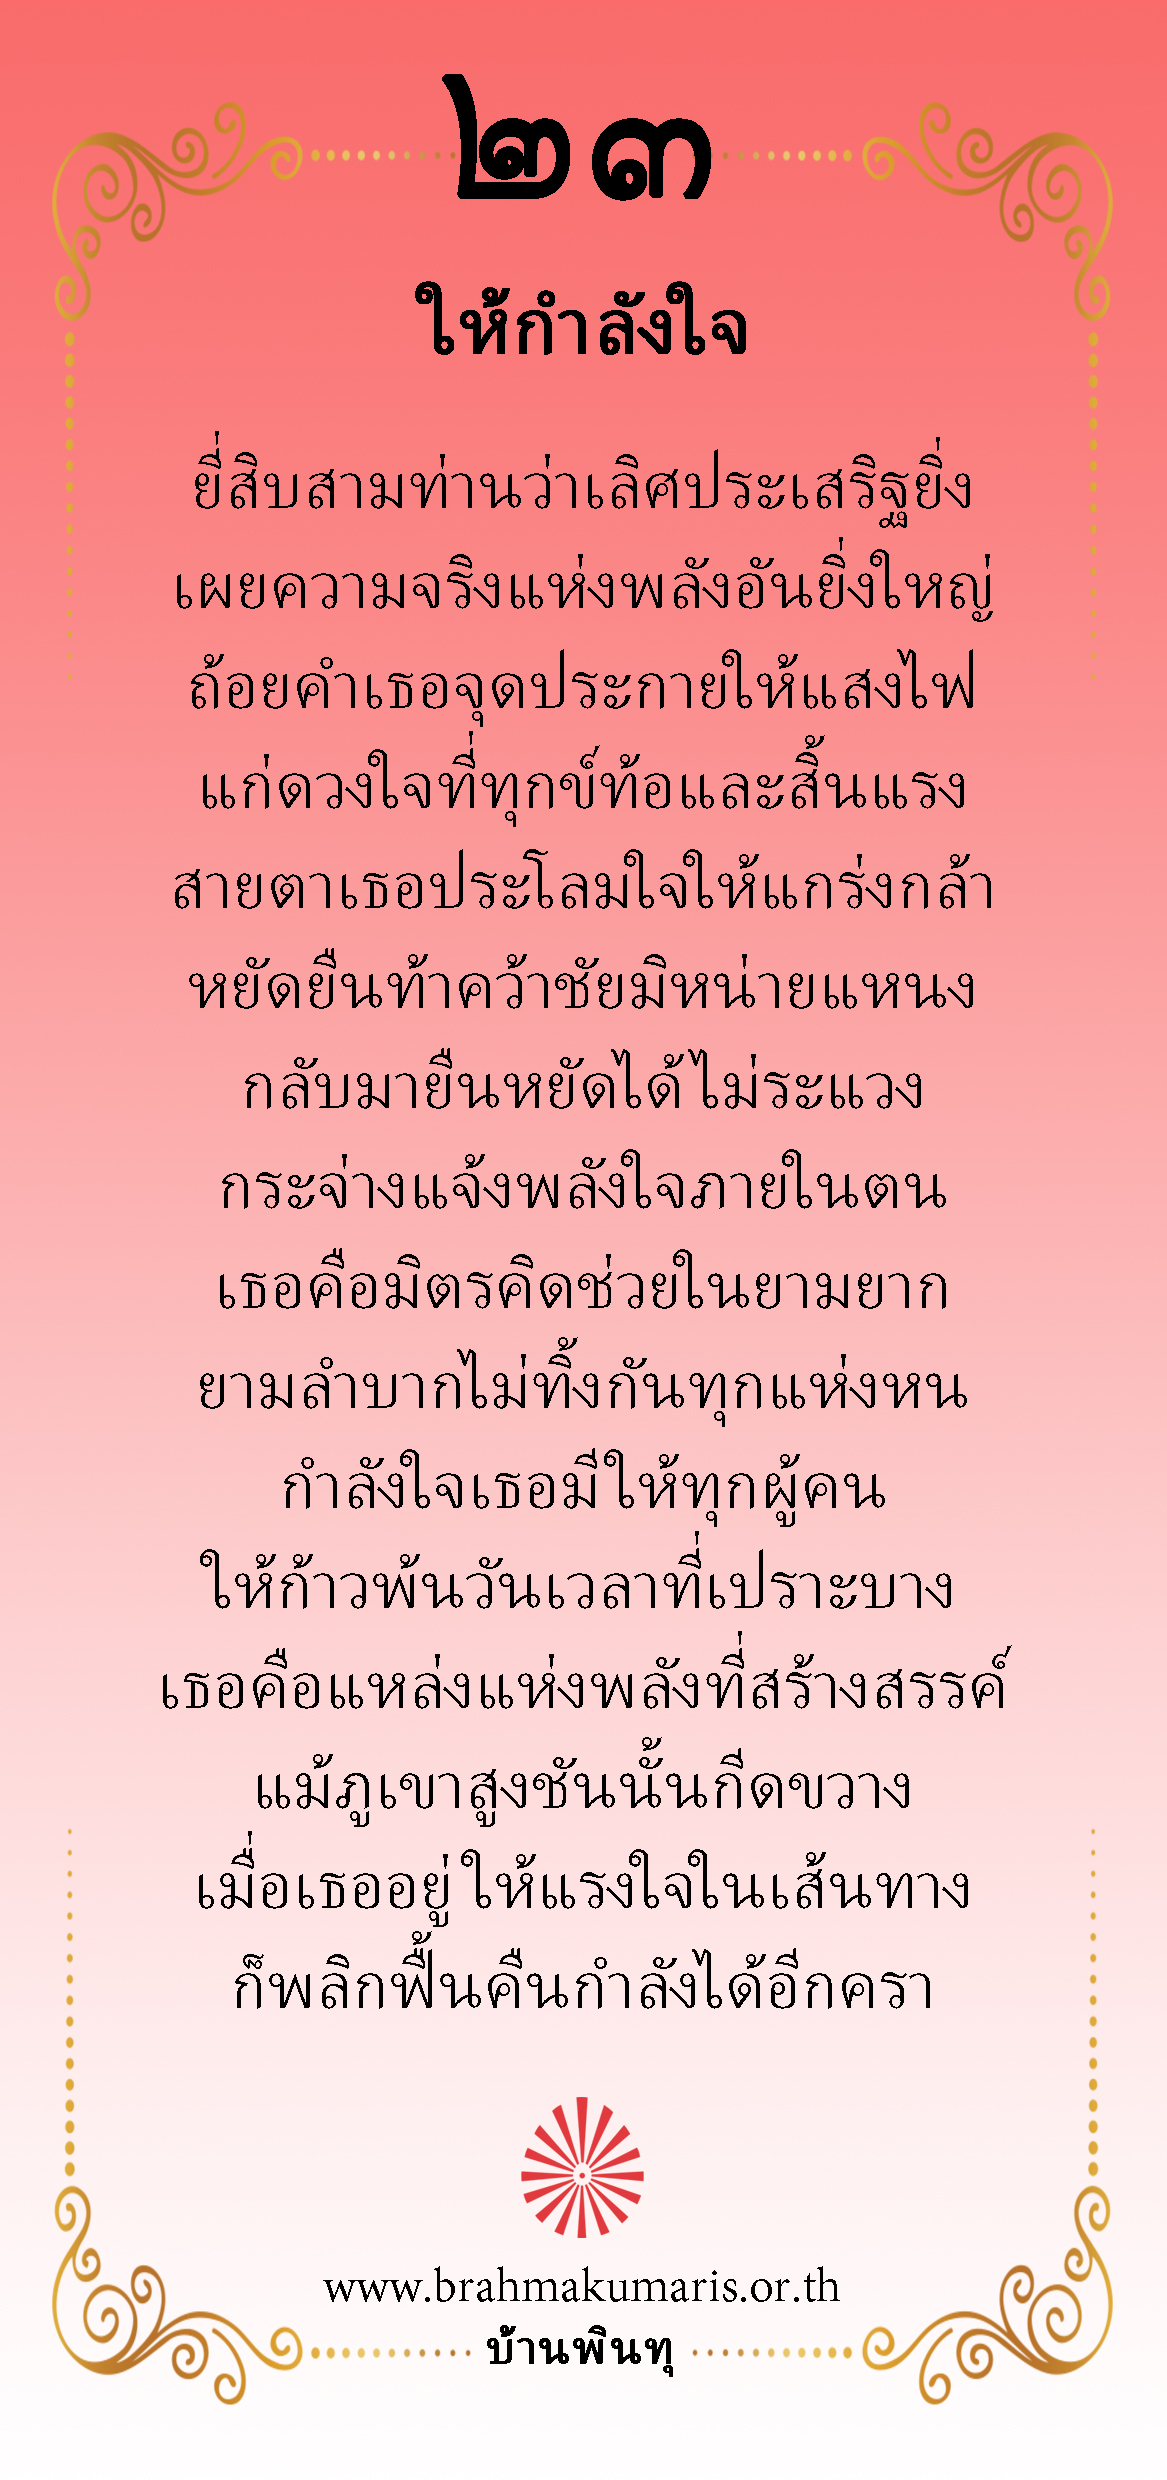 ๒๓
ให้กำลังใจ
ยี่สิบสามท่านว่าเลิศประเสริฐยิ่ง
เผยความจริงแห่งพลังอันยิ่งใหญ่
ถ้อยคำเธอจุดประกายให้แสงไฟ
แก่ดวงใจที่ทุกข์ท้อและสิ้นแรง
สายตาเธอประโลมใจให้แกร่งกล้า
หยัดยืนท้าคว้าชัยมิหน่ายแหนง
กลับมายืนหยัดได้ไม่ระแวง
กระจ่างแจ้งพลังใจภายในตน
เธอคือมิตรคิดช่วยในยามยาก
ยามลำบากไม่ทิ้งกันทุกแห่งหน
กำลังใจเธอมีให้ทุกผู้คน
ให้ก้าวพ้นวันเวลาที่เปราะบาง
เธอคือแหล่งแห่งพลังที่สร้างสรรค์
แม้ภูเขาสูงชันนั้นกีดขวาง
เมื่อเธออยู่ให้แรงใจในเส้นทาง
ก็พลิกฟื้นคืนกำลังได้อีกครา
www.brahmakumaris.or.th
บ้านพินทุ